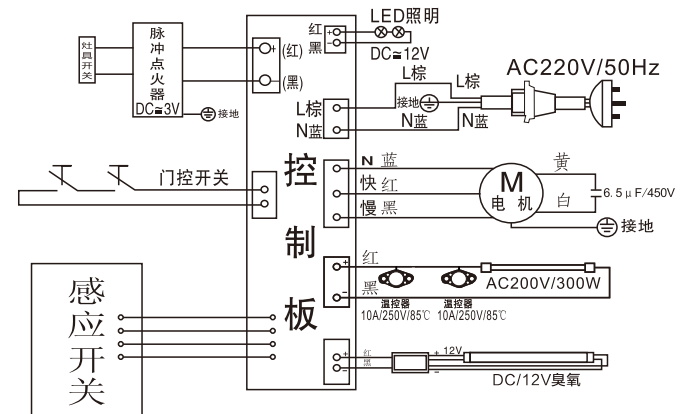 灶具开关
脉冲点火器
DC≃3V
接地
+
(红)
−
(黑)
红
黑
+
−
LED照明
DC≃12V
L棕
N蓝
L棕
L棕
接地
N蓝
N蓝
AC220V/50Hz
门控开关
控制板
N 蓝
快 红
慢 黑
M
电 机
黄
白
6.5μF/450V
接地
红
黑
+
−
温控器
10A/250V/85℃
温控器
10A/250V/85℃
AC200V/300W
感应开关
+
−
红
黑
+ 12V
−
DC/12V臭氧